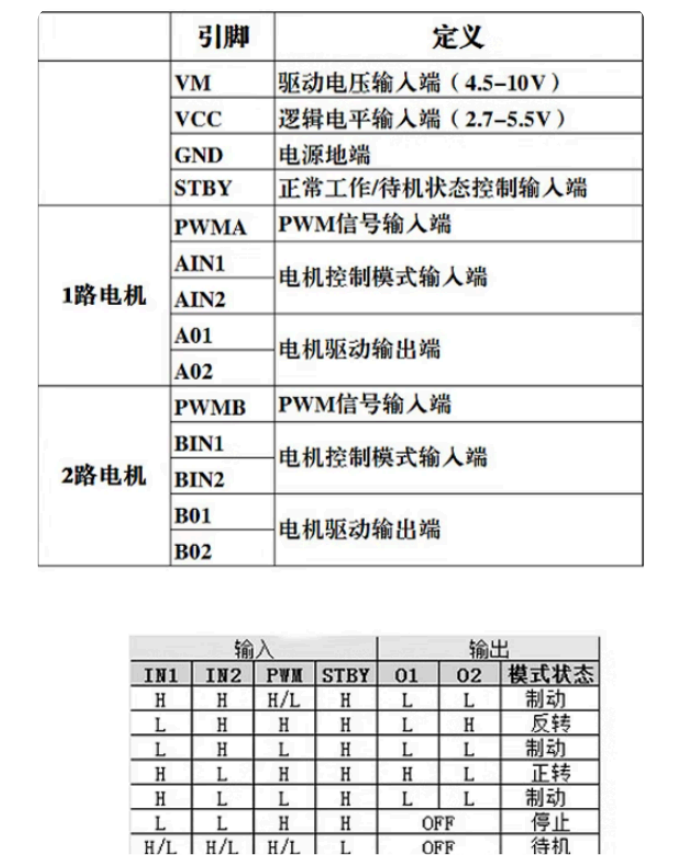 引脚 定义
VM 驱动电压输入端（4.5-10V）
VCC 逻辑电平输入端（2.7-5.5V）
GND 电源地端
STBY 正常工作/待机状态控制输入端
1路电机
PWMA PWM信号输入端
AIN1
AIN2
电机控制模式输入端
A01
A02
电机驱动输出端
2路电机
PWMB PWM信号输入端
BIN1
BIN2
电机控制模式输入端
B01
B02
电机驱动输出端
输入 输出
IN1 IN2 PWM STBY O1 O2 模式状态
H H H/L H L L 制动
L H H H L H 反转
L H L H L L 制动
H L H H H L 正转
H L L H L L 制动
L L H H OFF 停止
H/L H/L H/L L OFF 待机